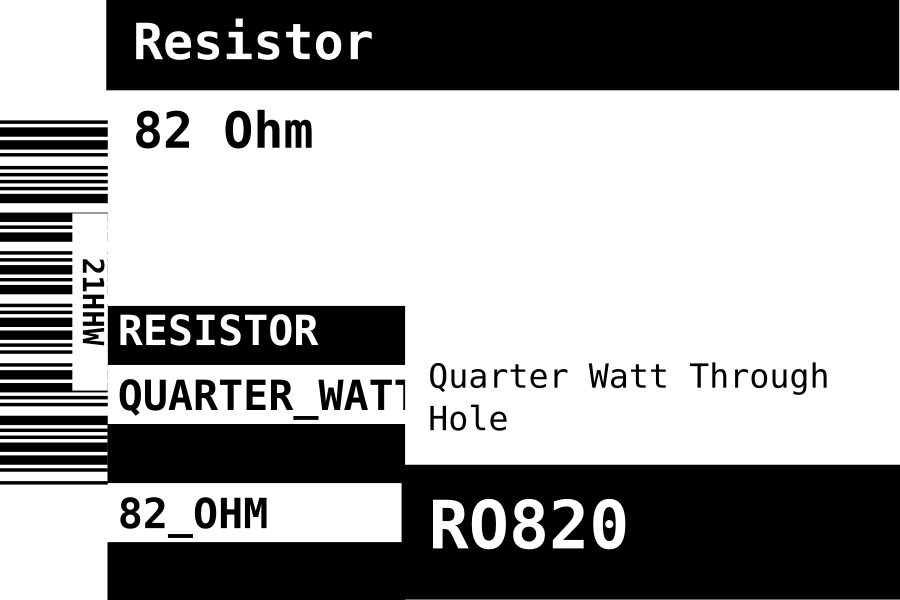 Resistor
82 Ohm
21HHW
RESISTOR
QUARTER_WATT
82_OHM
Quarter Watt Through
Hole
RO820